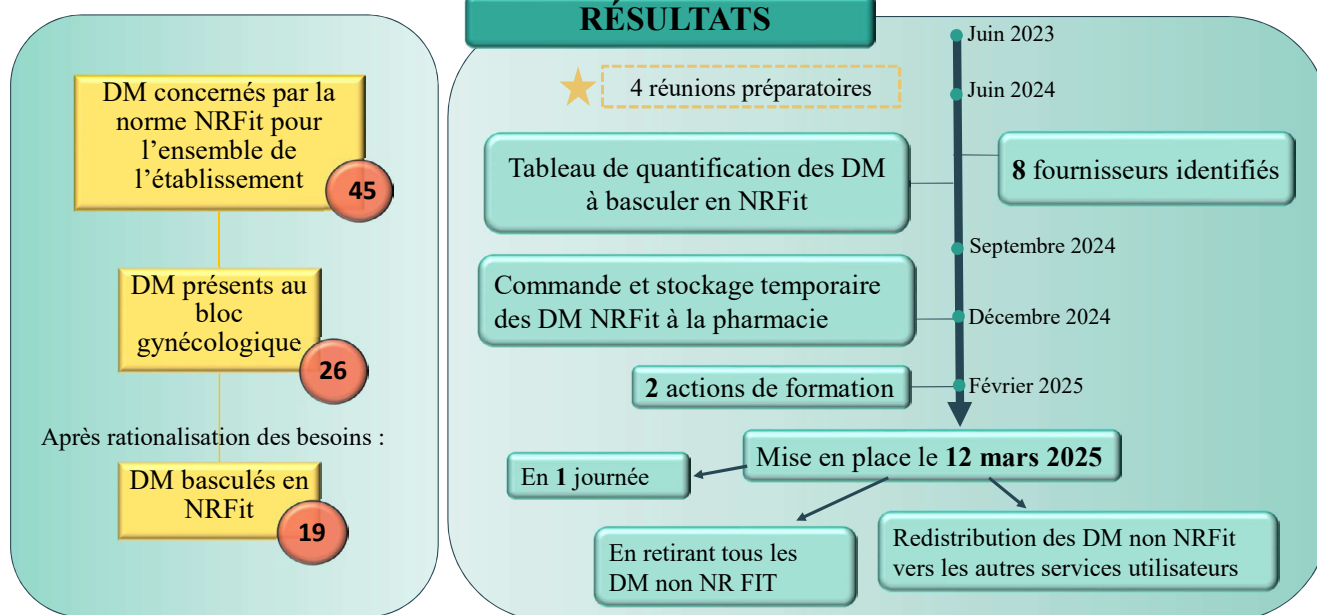 RÉSULTATS
DM concernés par la
norme NRFit pour
l’ensemble de
l’établissement
45
DM présents au
bloc
gynécologique
26
Après rationalisation des besoins :
DM basculés en
NRFit
19
4 réunions préparatoires
Juin 2023
Juin 2024
Tableau de quantification des DM
à basculer en NRFit
8 fournisseurs identifiés
Septembre 2024
Commande et stockage temporaire
des DM NRFit à la pharmacie
Décembre 2024
2 actions de formation
Février 2025
Mise en place le 12 mars 2025
En 1 journée
En retirant tous les
DM non NR FIT
Redistribution des DM non NRFit
vers les autres services utilisateurs